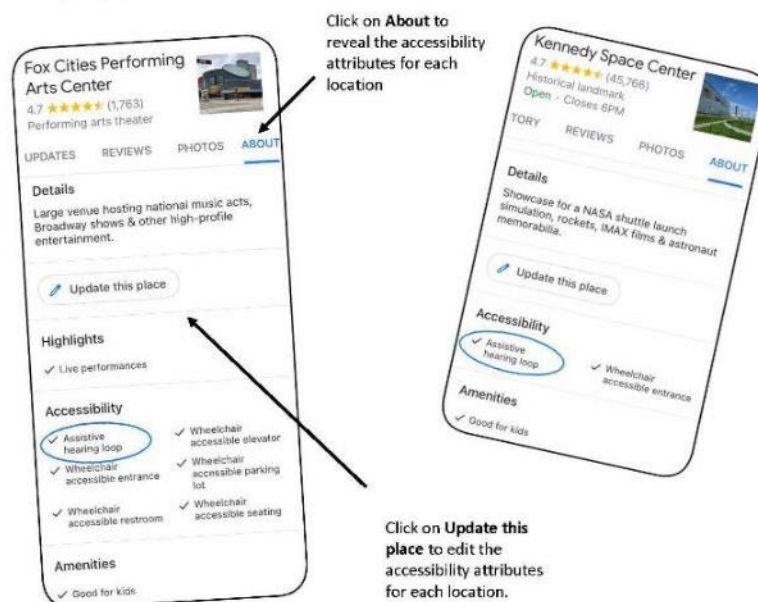 Click on About to
reveal the accessibility
attributes for each
location
Fox Cities Performing
Arts Center
4.7 ★★★★★ (1,763)
Performing arts theater
UPDATES REVIEWS PHOTOS ABOUT
Details
Large venue hosting national music acts,
Broadway shows & other high-profile
entertainment.
Update this place
Highlights
✓ Live performances
Accessibility
✓ Assistive
hearing loop
✓ Wheelchair
accessible elevator
✓ Wheelchair
accessible entrance
✓ Wheelchair
accessible parking
lot
✓ Wheelchair
accessible restroom
✓ Wheelchair
accessible seating
Amenities
✓ Good for kids
Kennedy Space Center
4.7 ★★★★★ (45,766)
Historical landmark
Open · Closes 6PM
TORY REVIEWS PHOTOS ABOUT
Details
Showcase for a NASA shuttle launch
simulation, rockets, IMAX films & astronaut
memorabilia.
Update this place
Accessibility
✓ Assistive
hearing loop
✓ Wheelchair
accessible entrance
Amenities
✓ Good for kids
Click on Update this
place to edit the
accessibility attributes
for each location.